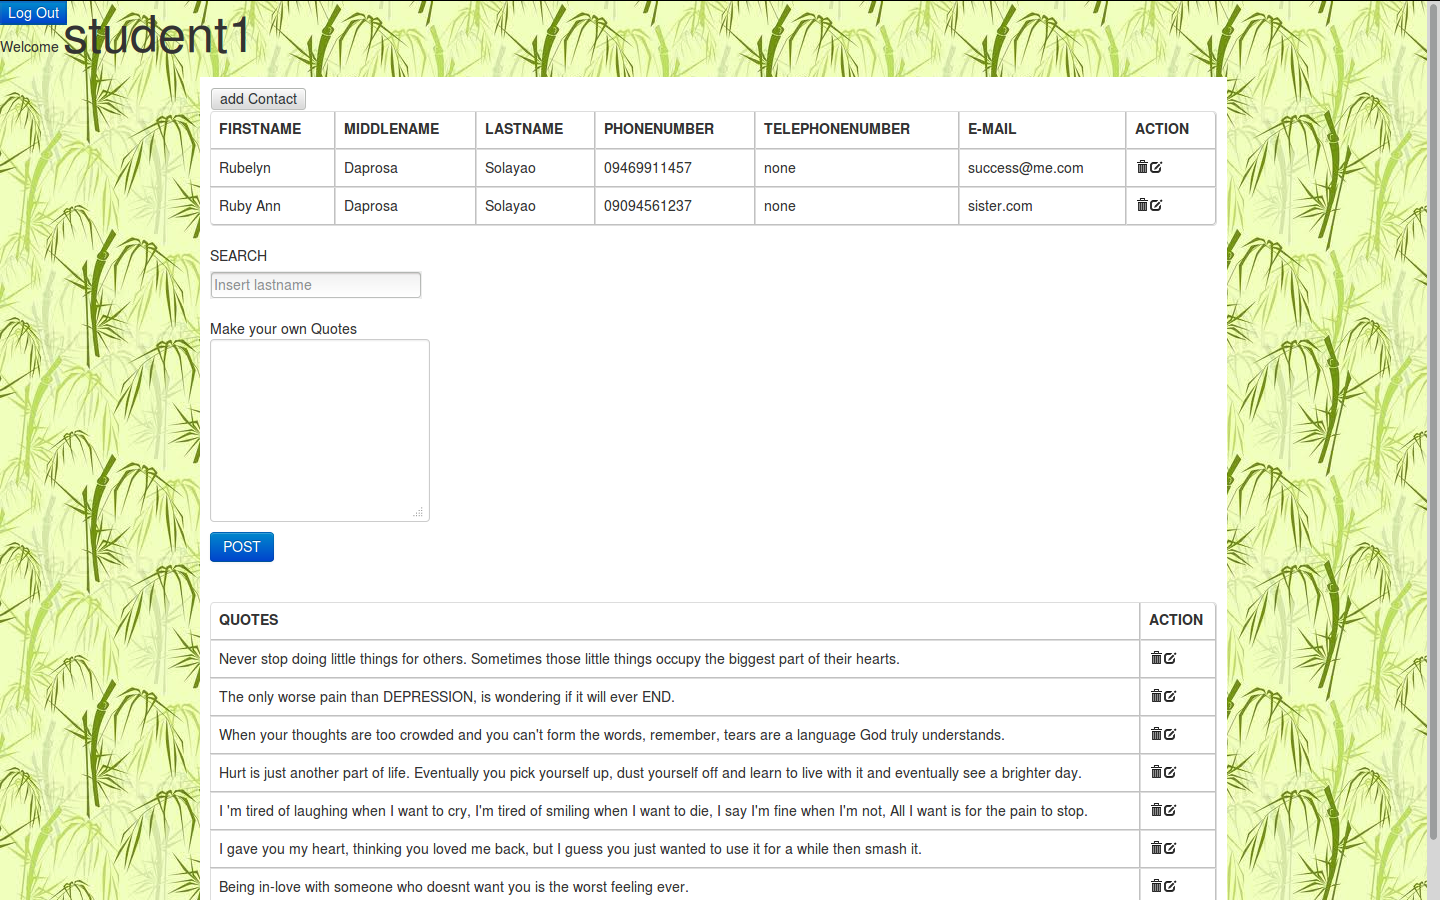 Log Out
Welcome student1
add Contact
FIRSTNAME MIDDLENAME LASTNAME PHONENUMBER TELEPHONENUMBER E-MAIL ACTION
Rubelyn Daprosa Solayao 09469911457 none success@me.com
Ruby Ann Daprosa Solayao 09094561237 none sister.com
SEARCH
Insert lastname
Make your own Quotes
POST
QUOTES ACTION
Never stop doing little things for others. Sometimes those little things occupy the biggest part of their hearts.
The only worse pain than DEPRESSION, is wondering if it will ever END.
When your thoughts are too crowded and you can't form the words, remember, tears are a language God truly understands.
Hurt is just another part of life. Eventually you pick yourself up, dust yourself off and learn to live with it and eventually see a brighter day.
I 'm tired of laughing when I want to cry, I'm tired of smiling when I want to die, I say I'm fine when I'm not, All I want is for the pain to stop.
I gave you my heart, thinking you loved me back, but I guess you just wanted to use it for a while then smash it.
Being in-love with someone who doesnt want you is the worst feeling ever.